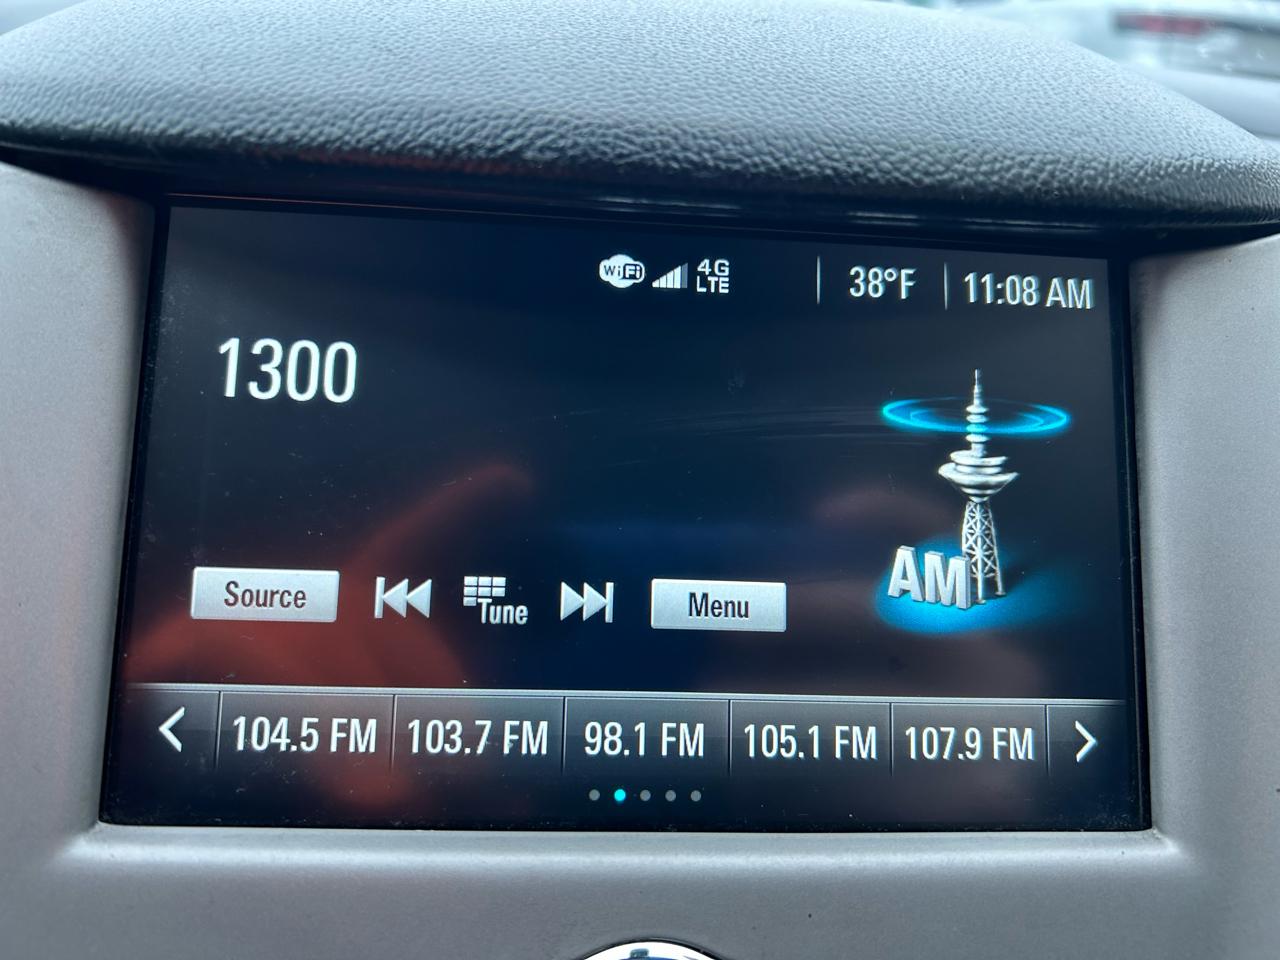 WiFi 4G LTE 38°F 11:08 AM
1300
AM
Source Tune Menu
104.5 FM 103.7 FM 98.1 FM 105.1 FM 107.9 FM